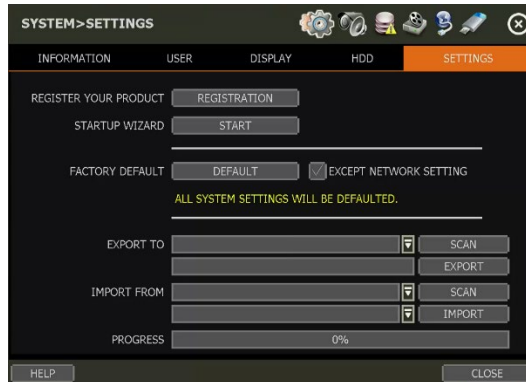 SYSTEM>SETTINGS
INFORMATION USER DISPLAY HDD SETTINGS
REGISTER YOUR PRODUCT REGISTRATION
STARTUP WIZARD START
FACTORY DEFAULT DEFAULT EXCEPT NETWORK SETTING
ALL SYSTEM SETTINGS WILL BE DEFAULTED.
EXPORT TO SCAN
EXPORT
IMPORT FROM SCAN
IMPORT
PROGRESS 0%
HELP CLOSE